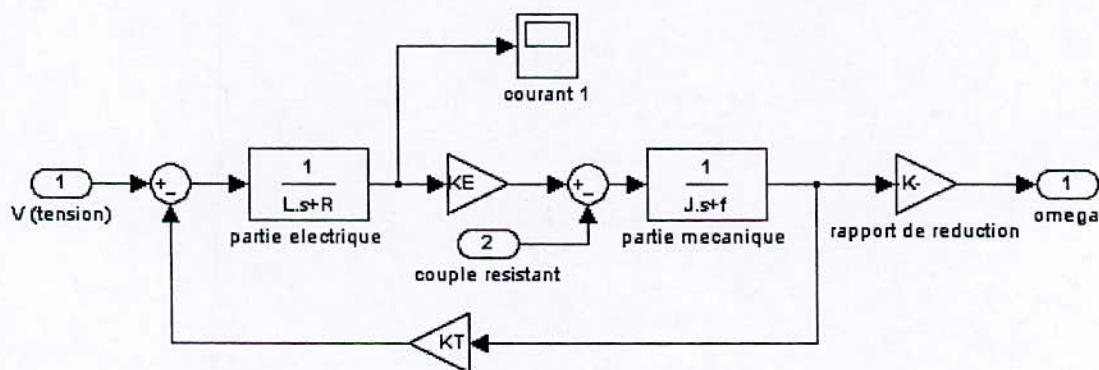 courant 1
1
V (tension)
+
-
1
L.s+R
partie electrique
KE
+
-
2
couple resistant
1
J.s+f
partie mecanique
K-
rapport de reduction
1
omega
KT